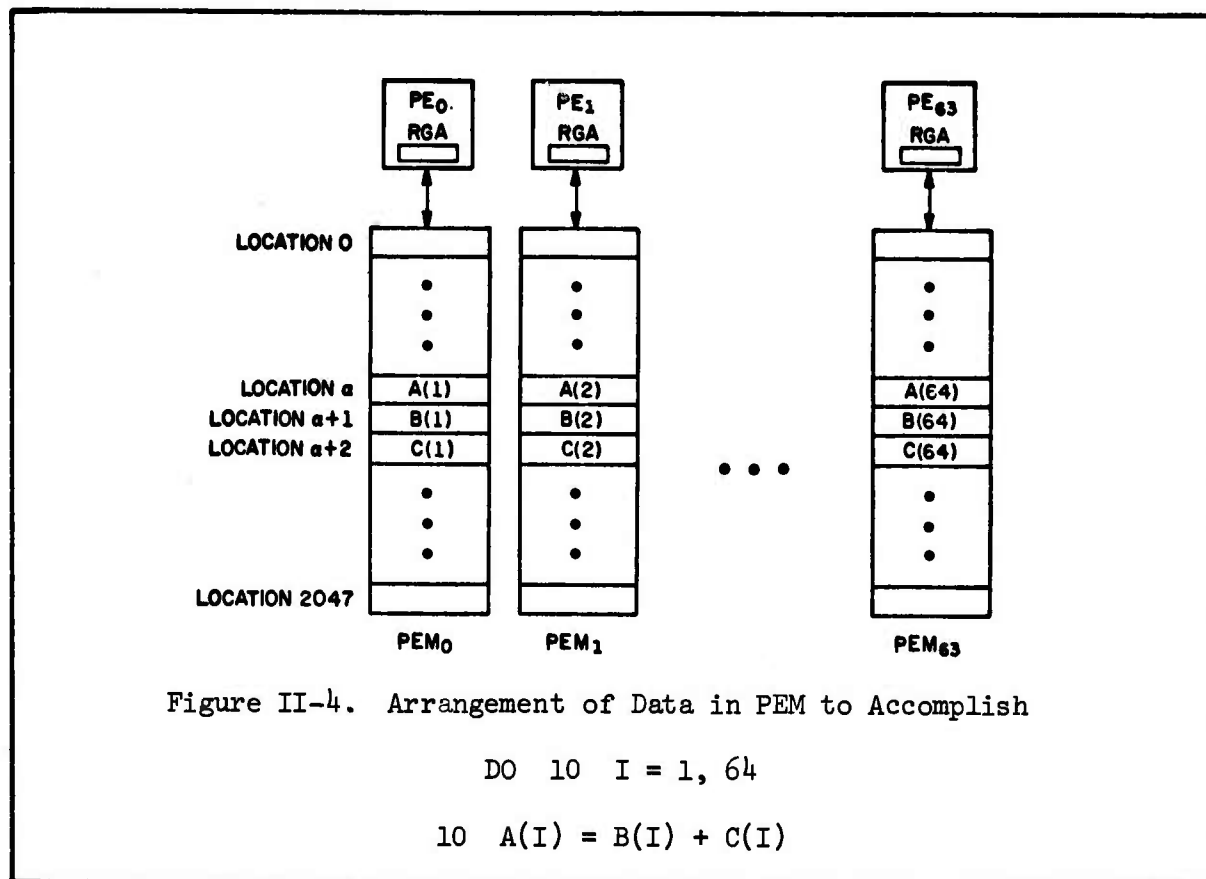 PE0. PE1 PE63
RGA RGA RGA
LOCATION 0
LOCATION α A(1) A(2) A(64)
LOCATION α+1 B(1) B(2) B(64)
LOCATION α+2 C(1) C(2) C(64)
LOCATION 2047
PEM0 PEM1 PEM63
Figure II-4. Arrangement of Data in PEM to Accomplish
DO 10 I = 1, 64
10 A(I) = B(I) + C(I)